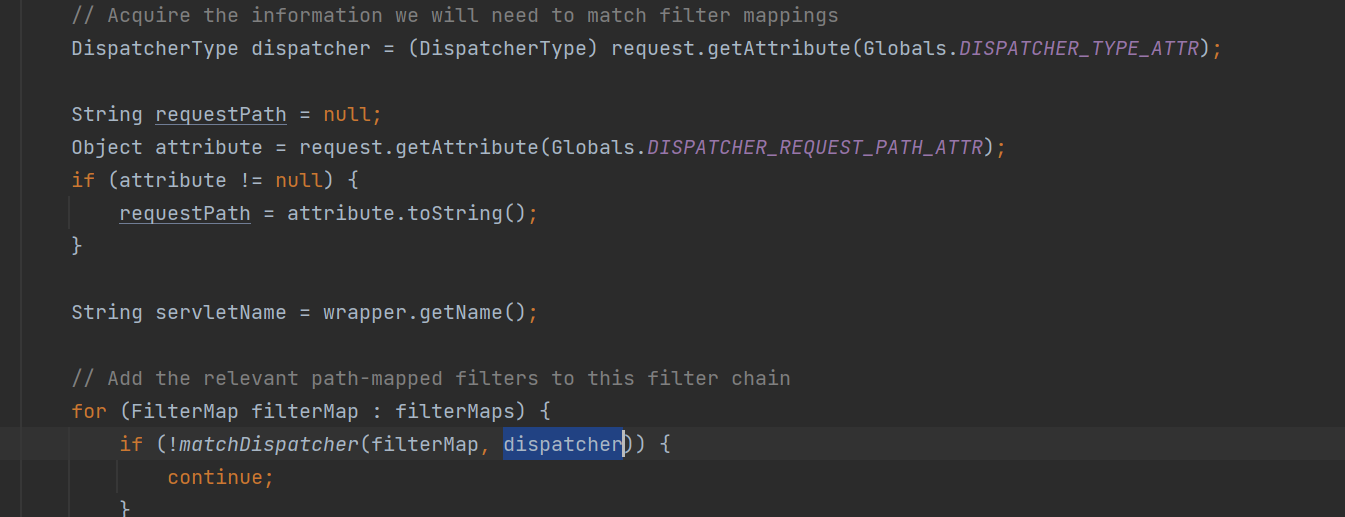 // Acquire the information we will need to match filter mappings
DispatcherType dispatcher = (DispatcherType) request.getAttribute(Globals.DISPATCHER_TYPE_ATTR);
String requestPath = null;
Object attribute = request.getAttribute(Globals.DISPATCHER_REQUEST_PATH_ATTR);
if (attribute != null) {
requestPath = attribute.toString();
}
String servletName = wrapper.getName();
// Add the relevant path-mapped filters to this filter chain
for (FilterMap filterMap : filterMaps) {
if (!matchDispatcher(filterMap, dispatcher)) {
continue;
}